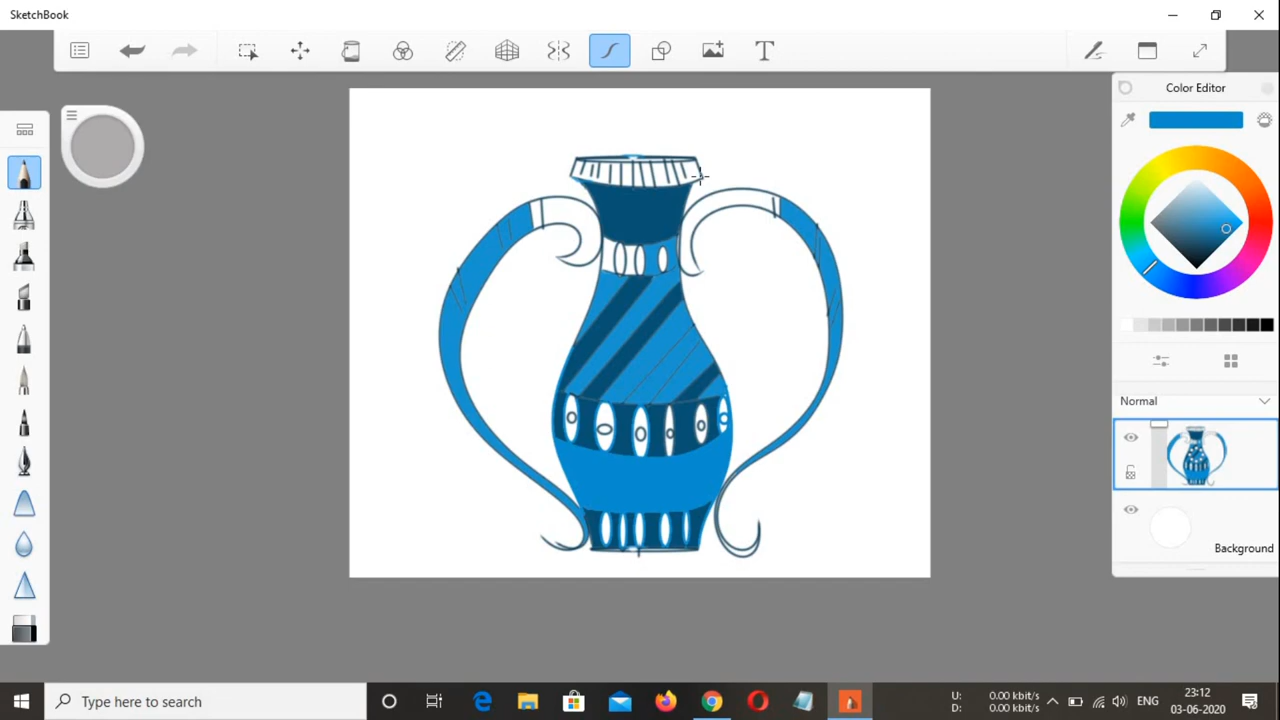 SketchBook
T
Color Editor
Normal
Background
Type here to search
U: 0.00 kbit/s
D: 0.00 kbit/s
ENG
23:12
03-06-2020